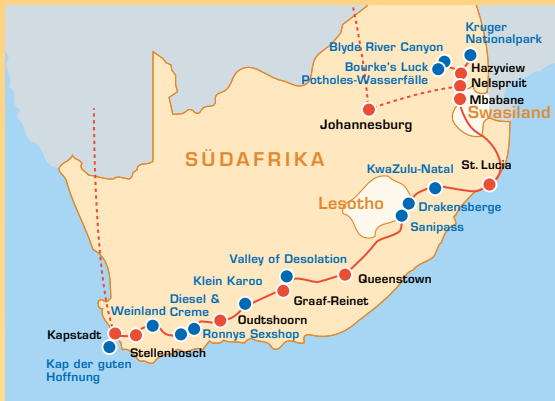 Kruger
Nationalpark
Blyde River Canyon
Bourke's Luck
Potholes-Wasserfälle
Hazyview
Nelspruit
Mbabane
Swasiland
Johannesburg
SÜDAFRIKA
St. Lucia
KwaZulu-Natal
Lesotho
Drakensberge
Sanipass
Valley of Desolation
Queenstown
Klein Karoo
Graaf-Reinet
Diesel &
Creme
Weinland
Oudtshoorn
Ronnys Sexshop
Kapstadt
Stellenbosch
Kap der guten
Hoffnung